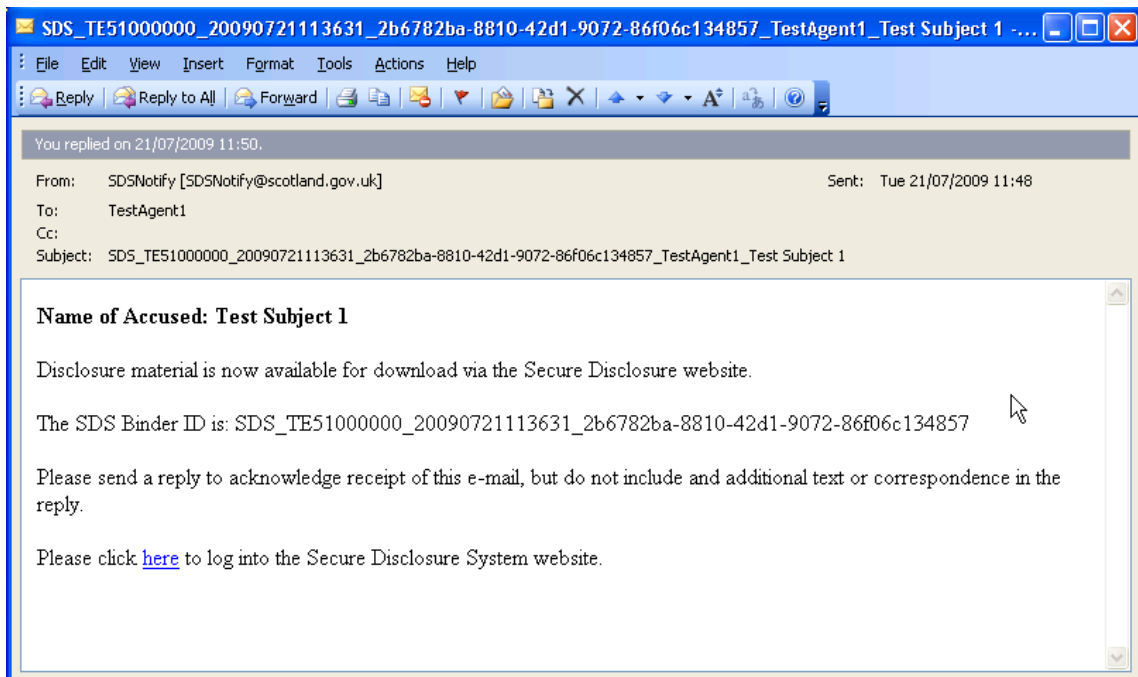 SDS_TE51000000_20090721113631_2b6782ba-8810-42d1-9072-86f06c134857_TestAgent1_Test Subject 1 -...
File Edit View Insert Format Tools Actions Help
Reply Reply to All Forward
You replied on 21/07/2009 11:50.
From: SDSNotify [SDSNotify@scotland.gov.uk] Sent: Tue 21/07/2009 11:48
To: TestAgent1
Cc:
Subject: SDS_TE51000000_20090721113631_2b6782ba-8810-42d1-9072-86f06c134857_TestAgent1_Test Subject 1
Name of Accused: Test Subject 1
Disclosure material is now available for download via the Secure Disclosure website.
The SDS Binder ID is: SDS_TE51000000_20090721113631_2b6782ba-8810-42d1-9072-86f06c134857
Please send a reply to acknowledge receipt of this e-mail, but do not include and additional text or correspondence in the
reply.
Please click here to log into the Secure Disclosure System website.